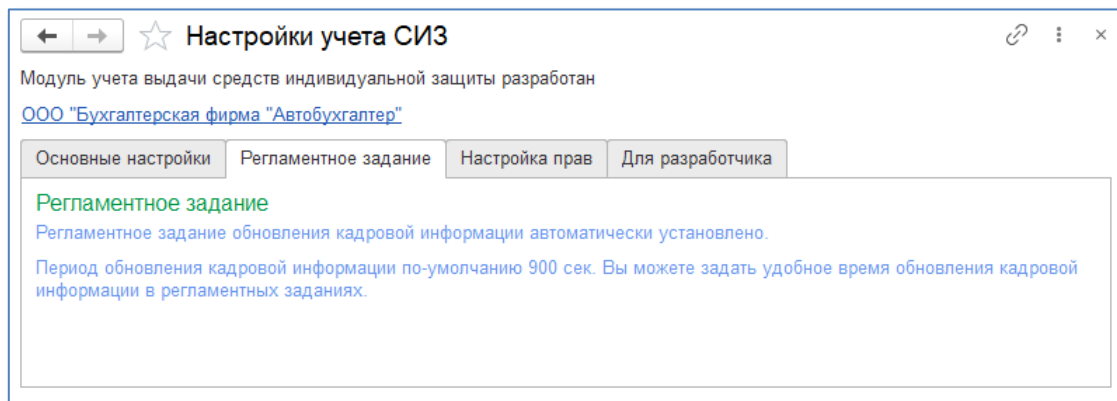 Настройки учета СИЗ
Модуль учета выдачи средств индивидуальной защиты разработан
ООО "Бухгалтерская фирма "Автобухгалтер"
Основные настройки Регламентное задание Настройка прав Для разработчика
Регламентное задание
Регламентное задание обновления кадровой информации автоматически установлено.
Период обновления кадровой информации по-умолчанию 900 сек. Вы можете задать удобное время обновления кадровой
информации в регламентных заданиях.